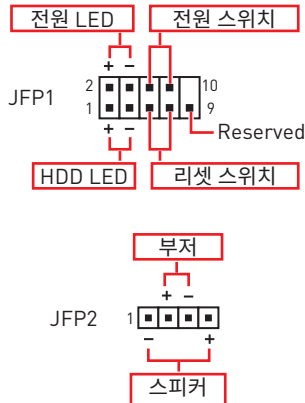 전원 LED 전원 스위치
+ −
2 10
JFP1
1 9
+ − Reserved
HDD LED 리셋 스위치
부저
+ −
JFP2 1
− +
스피커